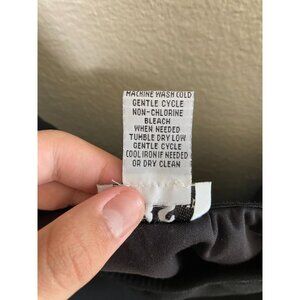 MACHINE WASH COLD
GENTLE CYCLE
NON-CHLORINE
BLEACH
WHEN NEEDED
TUMBLE DRY LOW
GENTLE CYCLE
COOL IRON IF NEEDED
OR DRY CLEAN